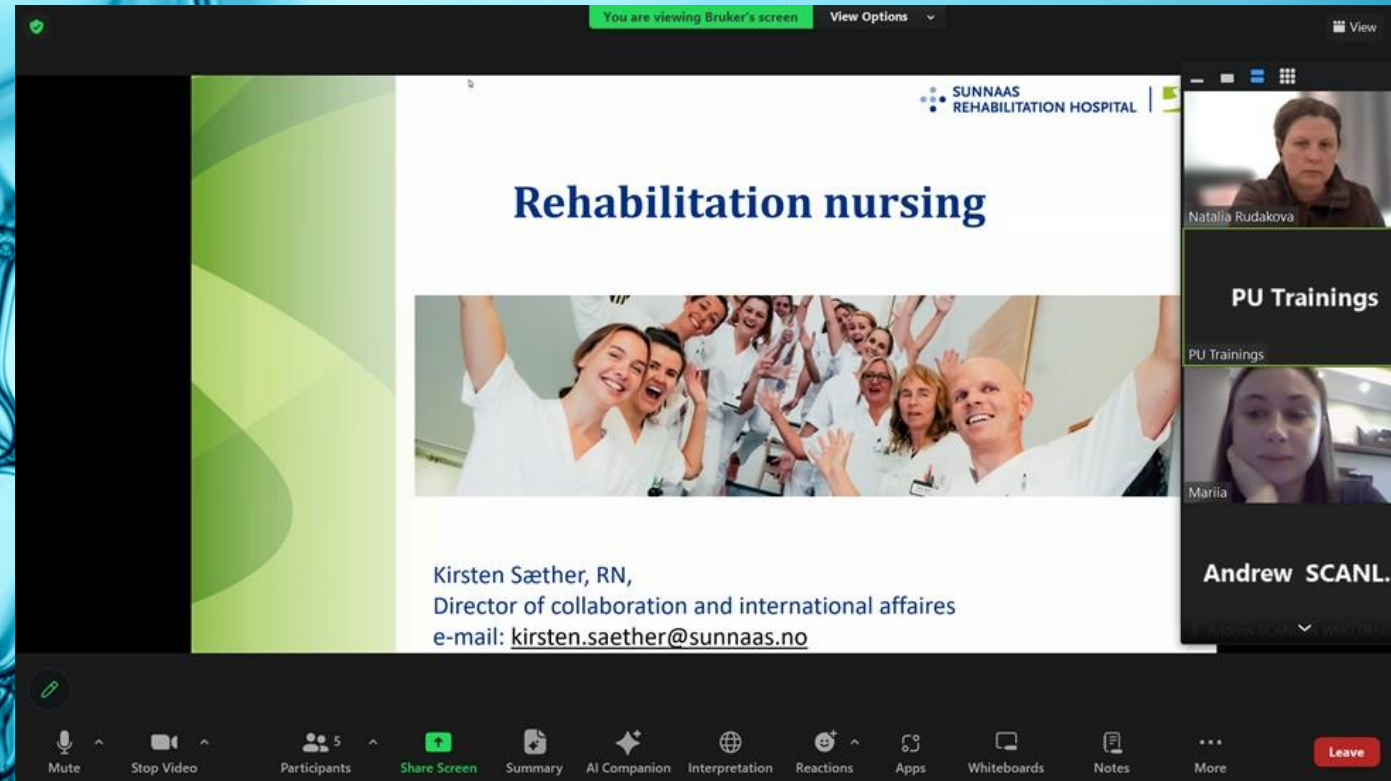 You are viewing Bruker's screen
View Options
View
SUNNAAS
REHABILITATION HOSPITAL
Rehabilitation nursing
Kirsten Sæther, RN,
Director of collaboration and international affaires
e-mail: kirsten.saether@sunnaas.no
Natalia Rudakova
PU Trainings
PU Trainings
Mariia
Andrew SCANL.
Mute
Stop Video
5
Participants
Share Screen
Summary
AI Companion
Interpretation
Reactions
Apps
Whiteboards
Notes
More
Leave